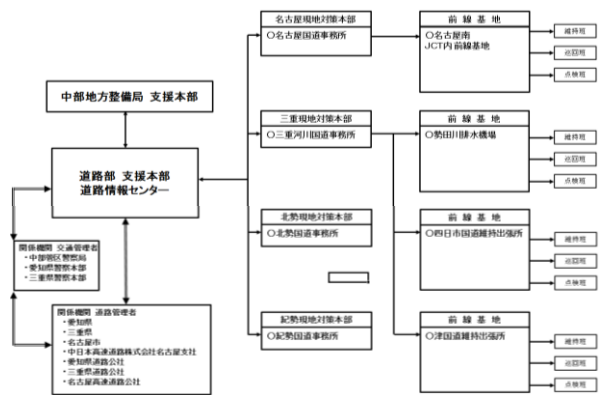 中部地方整備局 支援本部
道路部 支援本部
道路情報センター
関係機関 交通管理者
・中部管区警察局
・愛知県警察本部
・三重県警察本部
関係機関 道路管理者
・愛知県
・三重県
・名古屋市
・中日本高速道路株式会社名古屋支社
・愛知県道路公社
・三重県道路公社
・名古屋高速道路公社
名古屋現地対策本部
○名古屋国道事務所
三重現地対策本部
○三重河川国道事務所
北勢現地対策本部
○北勢国道事務所
紀勢現地対策本部
○紀勢国道事務所
前 線 基 地
○名古屋南
JCT内前線基地
維持班
巡回班
点検班
前 線 基 地
○勢田川排水機場
維持班
巡回班
点検班
前 線 基 地
○四日市国道維持出張所
維持班
巡回班
点検班
前 線 基 地
○津国道維持出張所
維持班
巡回班
点検班